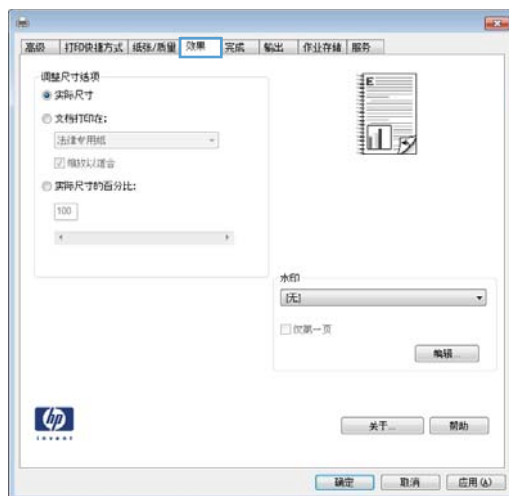 高级 打印快捷方式 纸张/质量 效果 完成 输出 作业存储 服务
调整尺寸选项
实际尺寸
文档打印在:
法律专用纸
缩放以适合
实际尺寸的百分比:
100
E
水印
[无]
仅第一页
编辑...
hp
invent
关于... 帮助
确定 取消 应用(A)